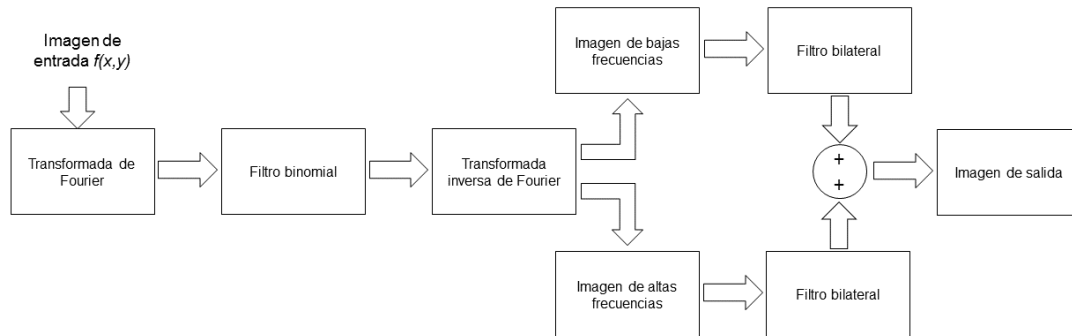 Imagen de
entrada f(x,y)
Transformada de
Fourier
Filtro binomial
Transformada
inversa de Fourier
Imagen de bajas
frecuencias
Filtro bilateral
Imagen de altas
frecuencias
Filtro bilateral
+
+
Imagen de salida